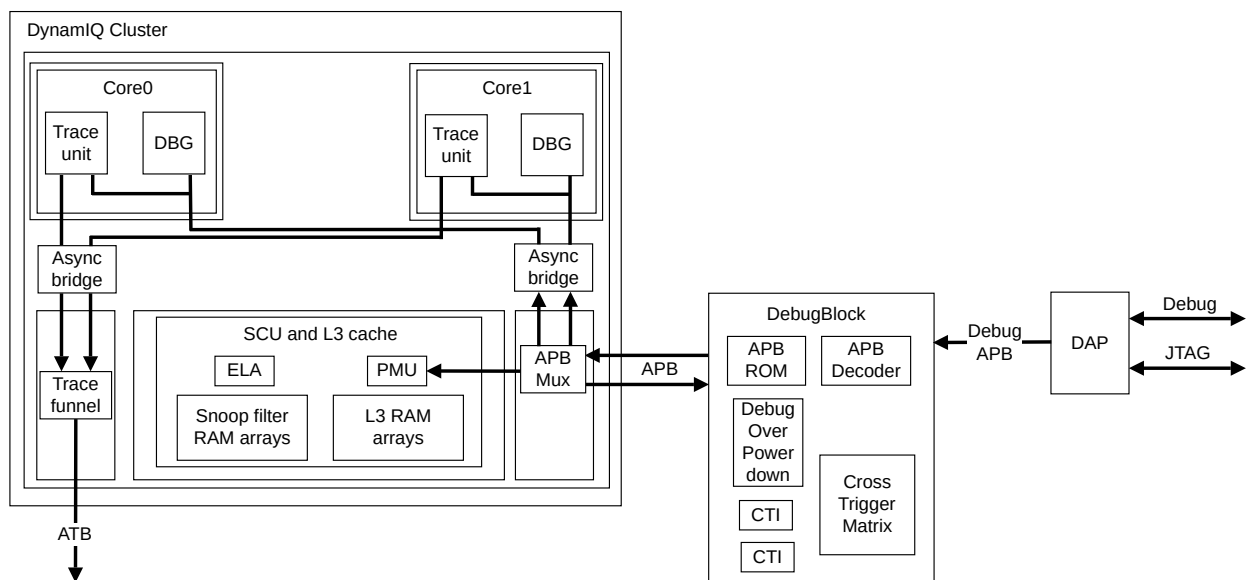 DynamIQ Cluster
Core0
Trace
unit
DBG
Core1
Trace
unit
DBG
Async
bridge
Async
bridge
SCU and L3 cache
ELA
PMU
Snoop filter
RAM arrays
L3 RAM
arrays
Trace
funnel
APB
Mux
ATB
APB
DebugBlock
APB
ROM
APB
Decoder
Debug
Over
Power
down
Cross
Trigger
Matrix
CTI
CTI
Debug
APB
DAP
Debug
JTAG